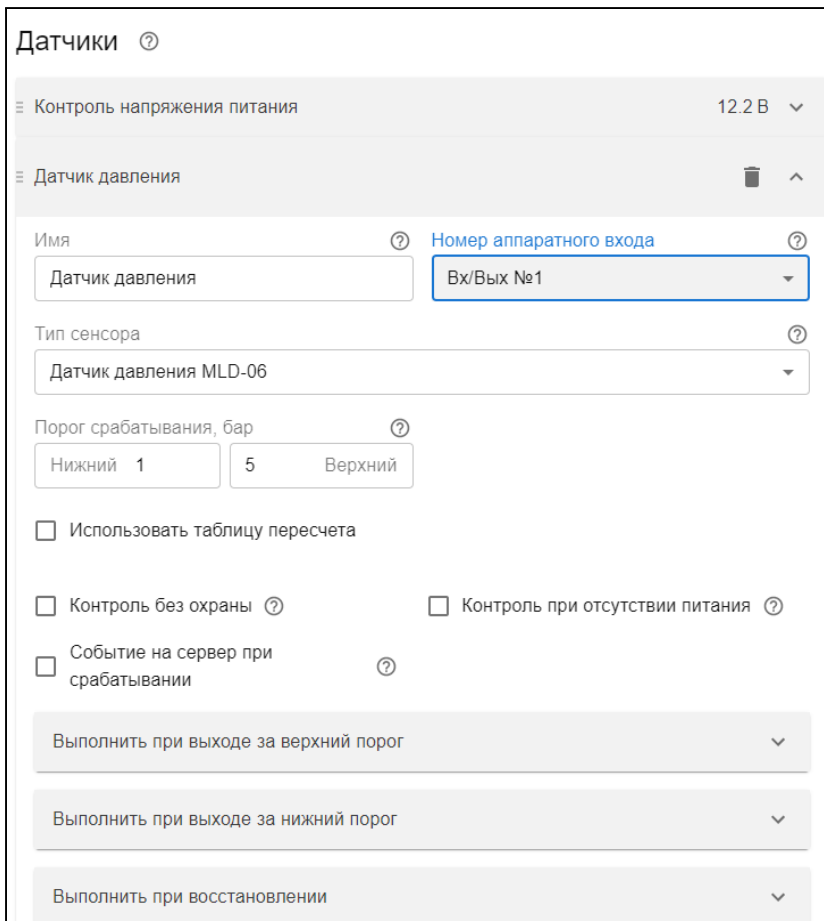 Датчики
Контроль напряжения питания 12.2 В
Датчик давления
Имя Номер аппаратного входа
Датчик давления Вх/Вых №1
Тип сенсора
Датчик давления MLD-06
Порог срабатывания, бар
Нижний 1 5 Верхний
Использовать таблицу пересчета
Контроль без охраны Контроль при отсутствии питания
Событие на сервер при
срабатывании
Выполнить при выходе за верхний порог
Выполнить при выходе за нижний порог
Выполнить при восстановлении